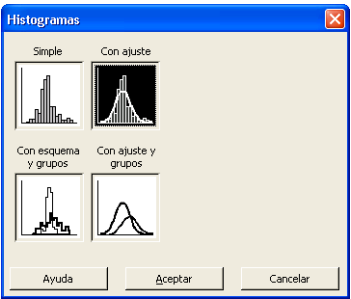 Histogramas
Simple
Con ajuste
Con esquema
y grupos
Con ajuste y
grupos
Ayuda
Aceptar
Cancelar